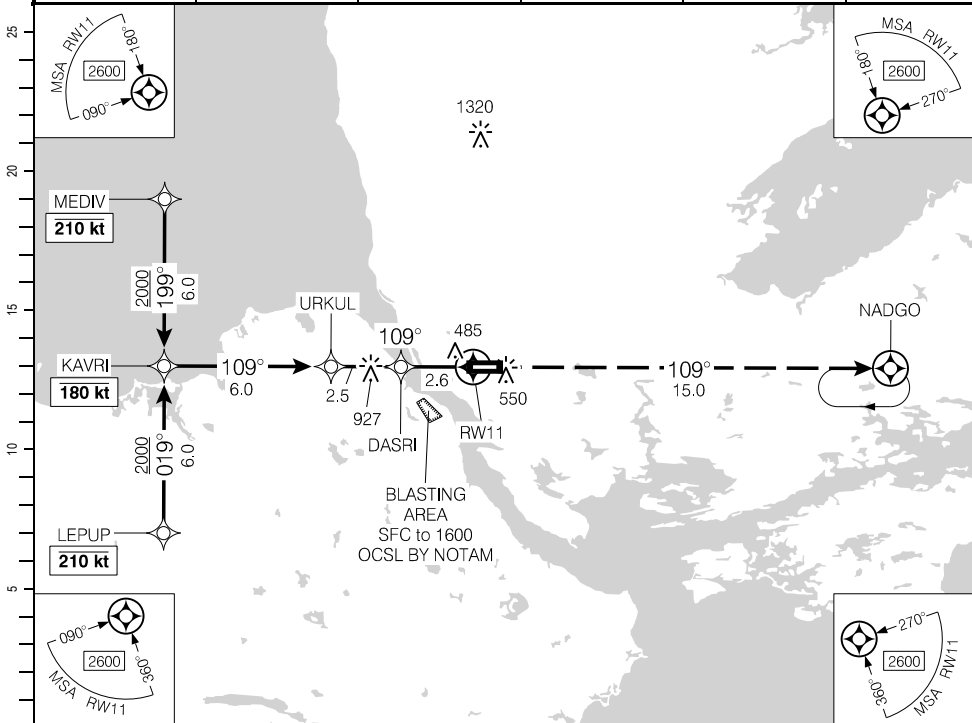 25
20
15
10
5
MSA RW11
180°
2600
090°
MSA RW11
180°
2600
270°
1320
MEDIV
210 kt
2000
199°
6.0
URKUL
NADGO
485
109°
KAVRI
180 kt
109°
6.0
2.5
2.6
109°
15.0
927
550
DASRI
RW11
2000
019°
6.0
BLASTING
AREA
SFC to 1600
OCSL BY NOTAM
LEPUP
210 kt
090°
2600
360°
MSA RW11
270°
2600
360°
MSA RW11